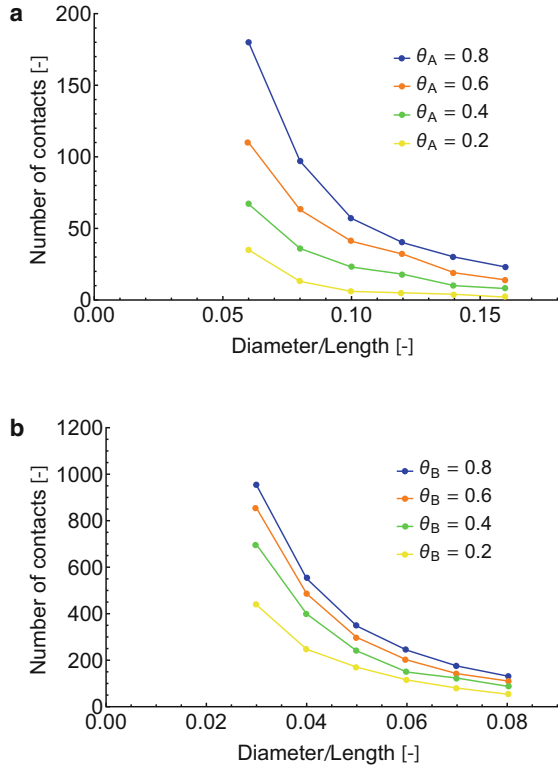 a
200
150
100
50
0
Number of contacts [-]
θA = 0.8
θA = 0.6
θA = 0.4
θA = 0.2
0.00 0.05 0.10 0.15
Diameter/Length [-]
b
1200
1000
800
600
400
200
0
Number of contacts [-]
θB = 0.8
θB = 0.6
θB = 0.4
θB = 0.2
0.00 0.02 0.04 0.06 0.08
Diameter/Length [-]